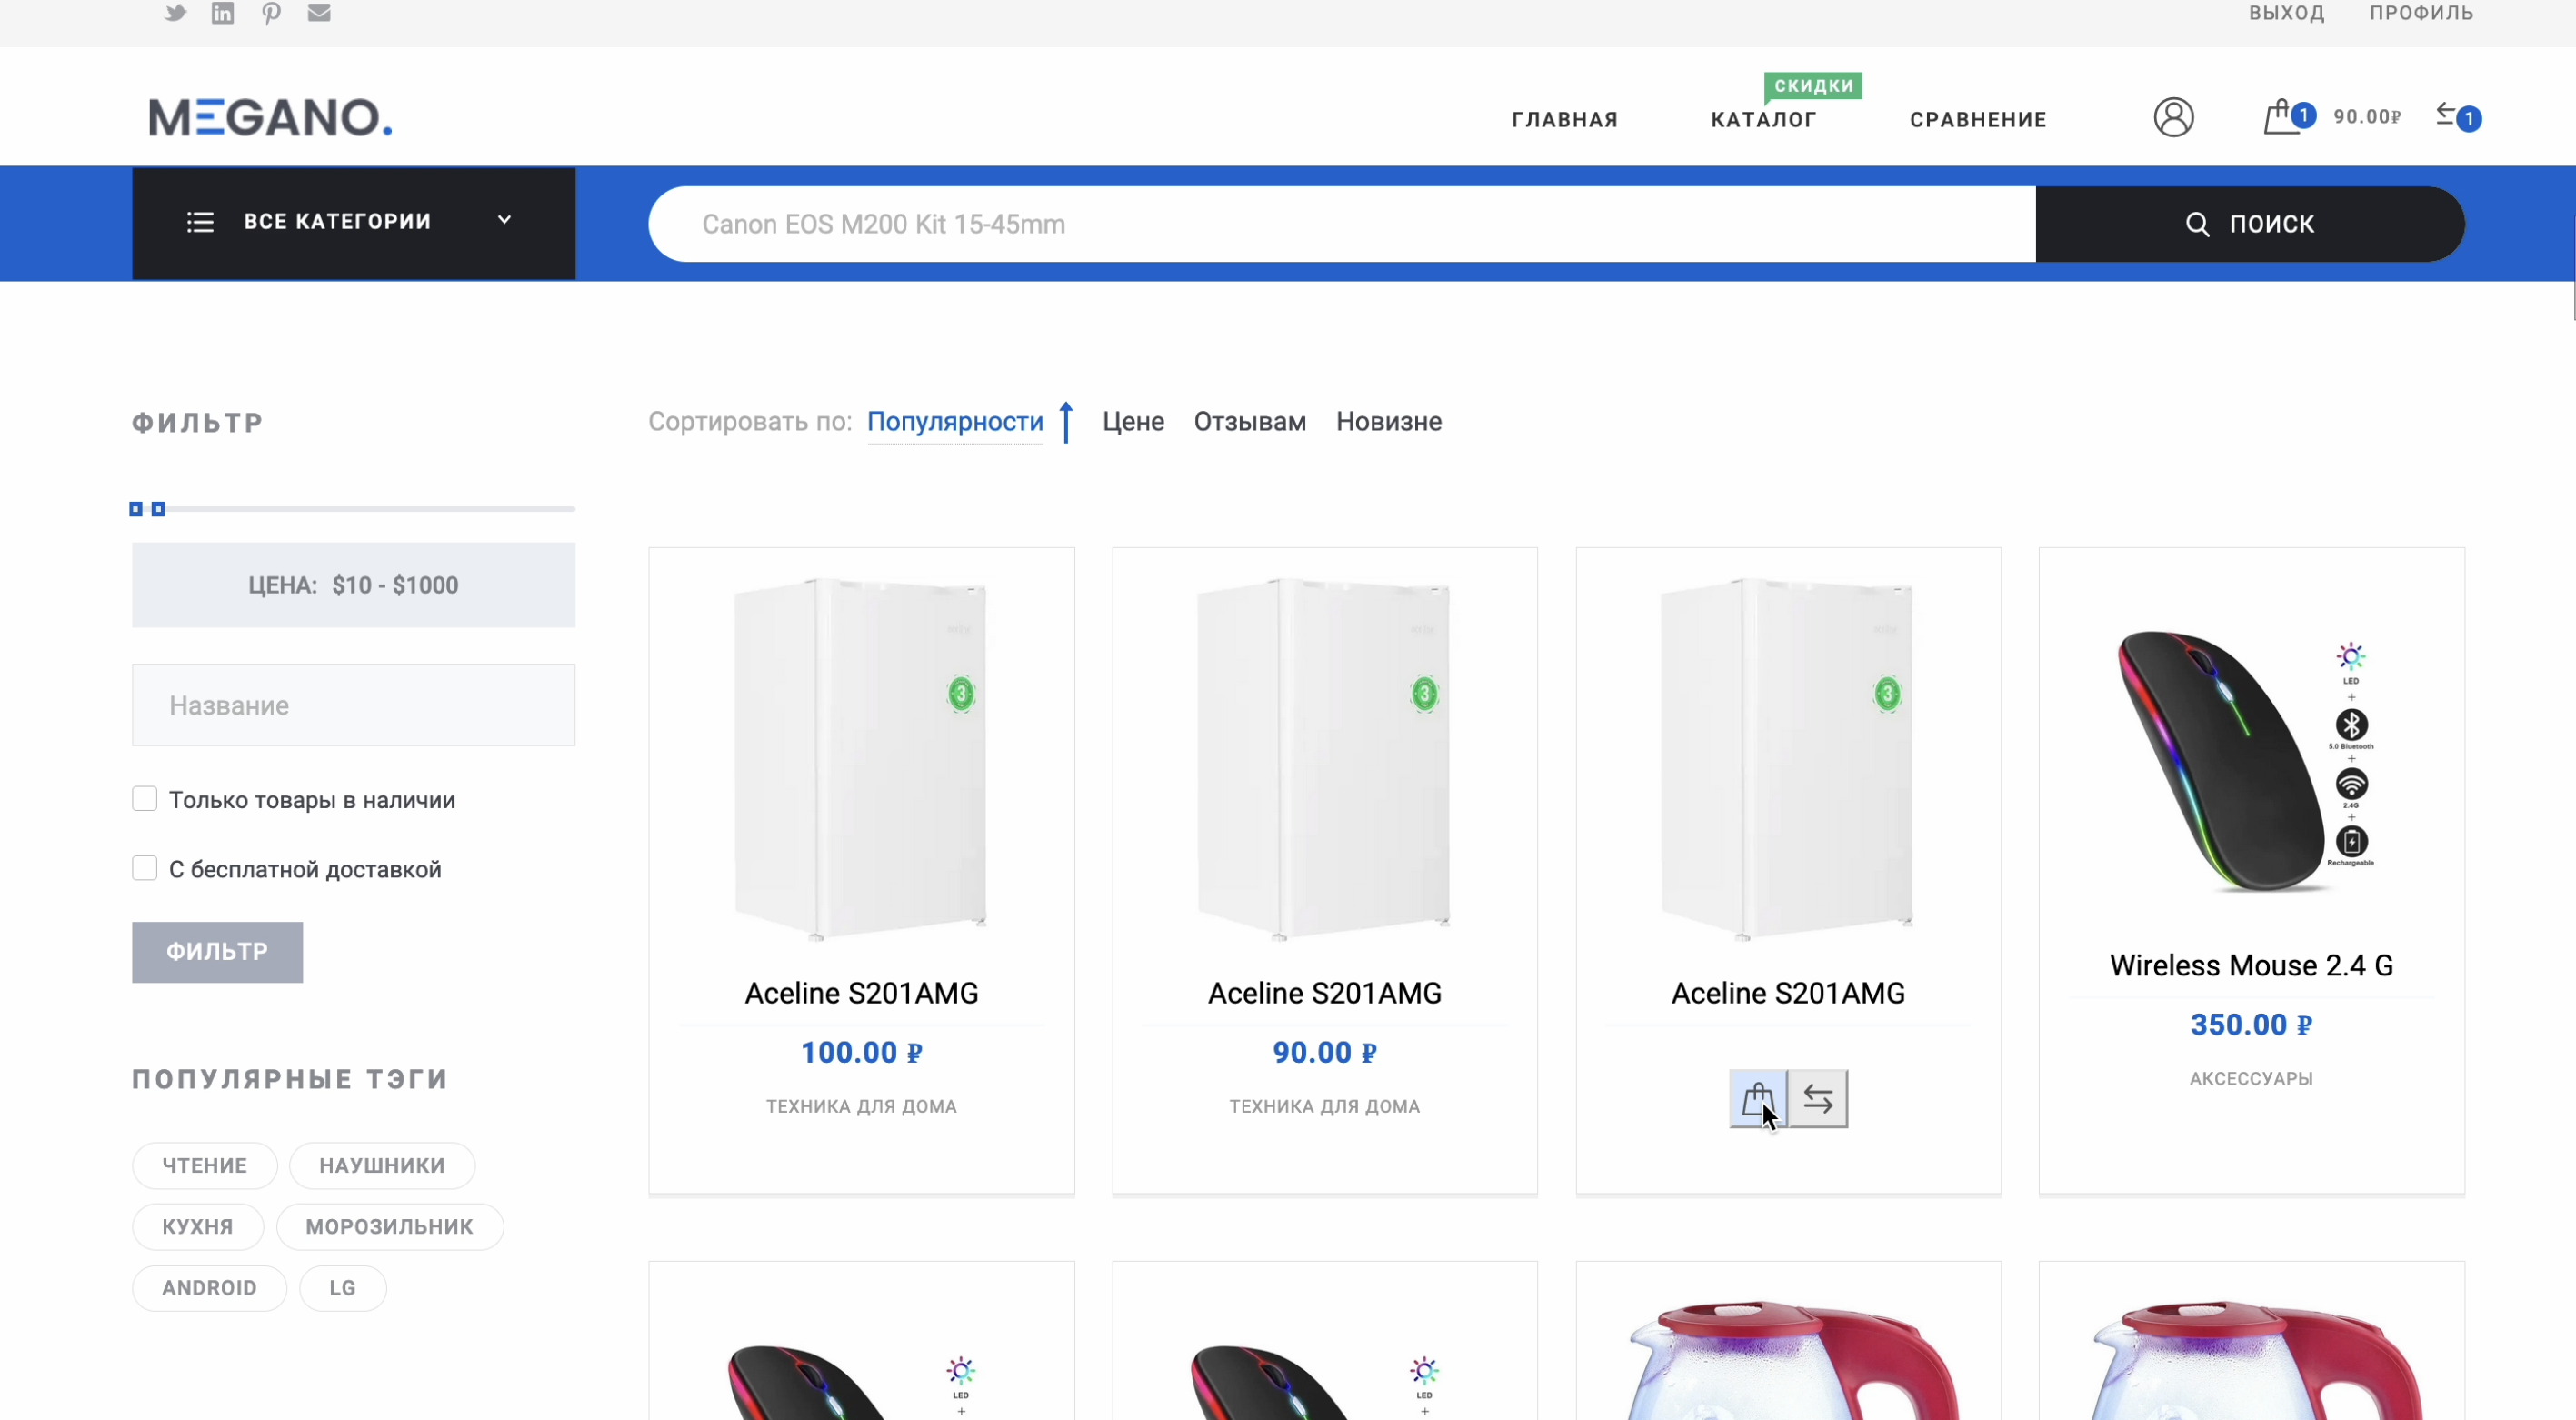 ВЫХОД ПРОФИЛЬ
MEGANO.
ГЛАВНАЯ КАТАЛОГ СКИДКИ СРАВНЕНИЕ 1 90.00₽ 1
ВСЕ КАТЕГОРИИ Canon EOS M200 Kit 15-45mm ПОИСК
ФИЛЬТР
ЦЕНА: $10 - $1000
Название
Только товары в наличии
С бесплатной доставкой
ФИЛЬТР
ПОПУЛЯРНЫЕ ТЭГИ
ЧТЕНИЕ НАУШНИКИ
КУХНЯ МОРОЗИЛЬНИК
ANDROID LG
Сортировать по: Популярности Цене Отзывам Новизне
3
Aceline S201AMG
100.00 ₽
ТЕХНИКА ДЛЯ ДОМА
3
Aceline S201AMG
90.00 ₽
ТЕХНИКА ДЛЯ ДОМА
3
Aceline S201AMG
LED
+
5.0 Bluetooth
+
2.4G
+
Rechargeable
Wireless Mouse 2.4 G
350.00 ₽
АКСЕССУАРЫ
LED
+
LED
+